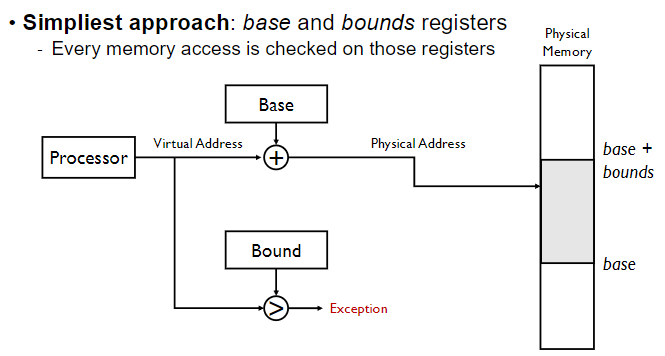 • Simpliest approach: base and bounds registers
- Every memory access is checked on those registers
Physical
Memory
Base
Processor
Virtual Address
+
Physical Address
base +
bounds
Bound
base
>
Exception